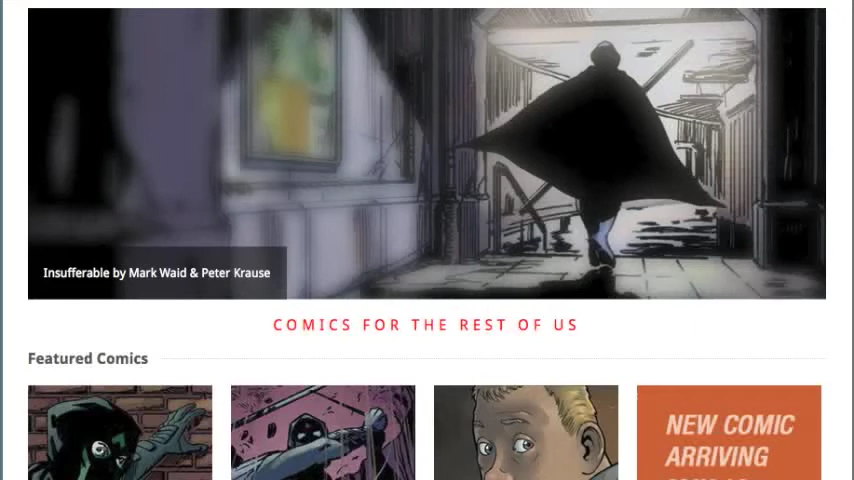 Insufferable by Mark Waid & Peter Krause
COMICS FOR THE REST OF US
Featured Comics
NEW COMIC
ARRIVING